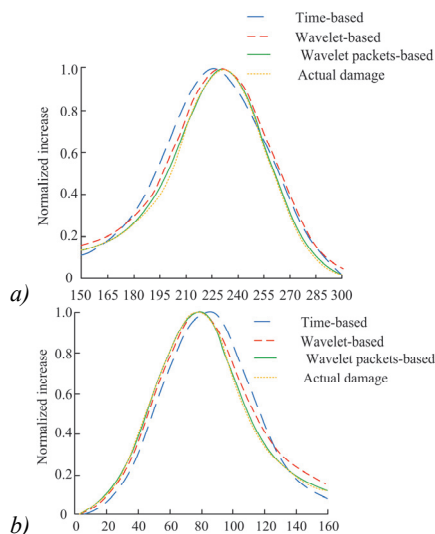 Time-based
Wavelet-based
Wavelet packets-based
Actual damage
Normalized increase
1.0
0.8
0.6
0.4
0.2
0
150 165 180 195 210 225 240 255 270 285 300
a)
Time-based
Wavelet-based
Wavelet packets-based
Actual damage
Normalized increase
1.0
0.8
0.6
0.4
0.2
0
0 20 40 60 80 100 120 140 160
b)